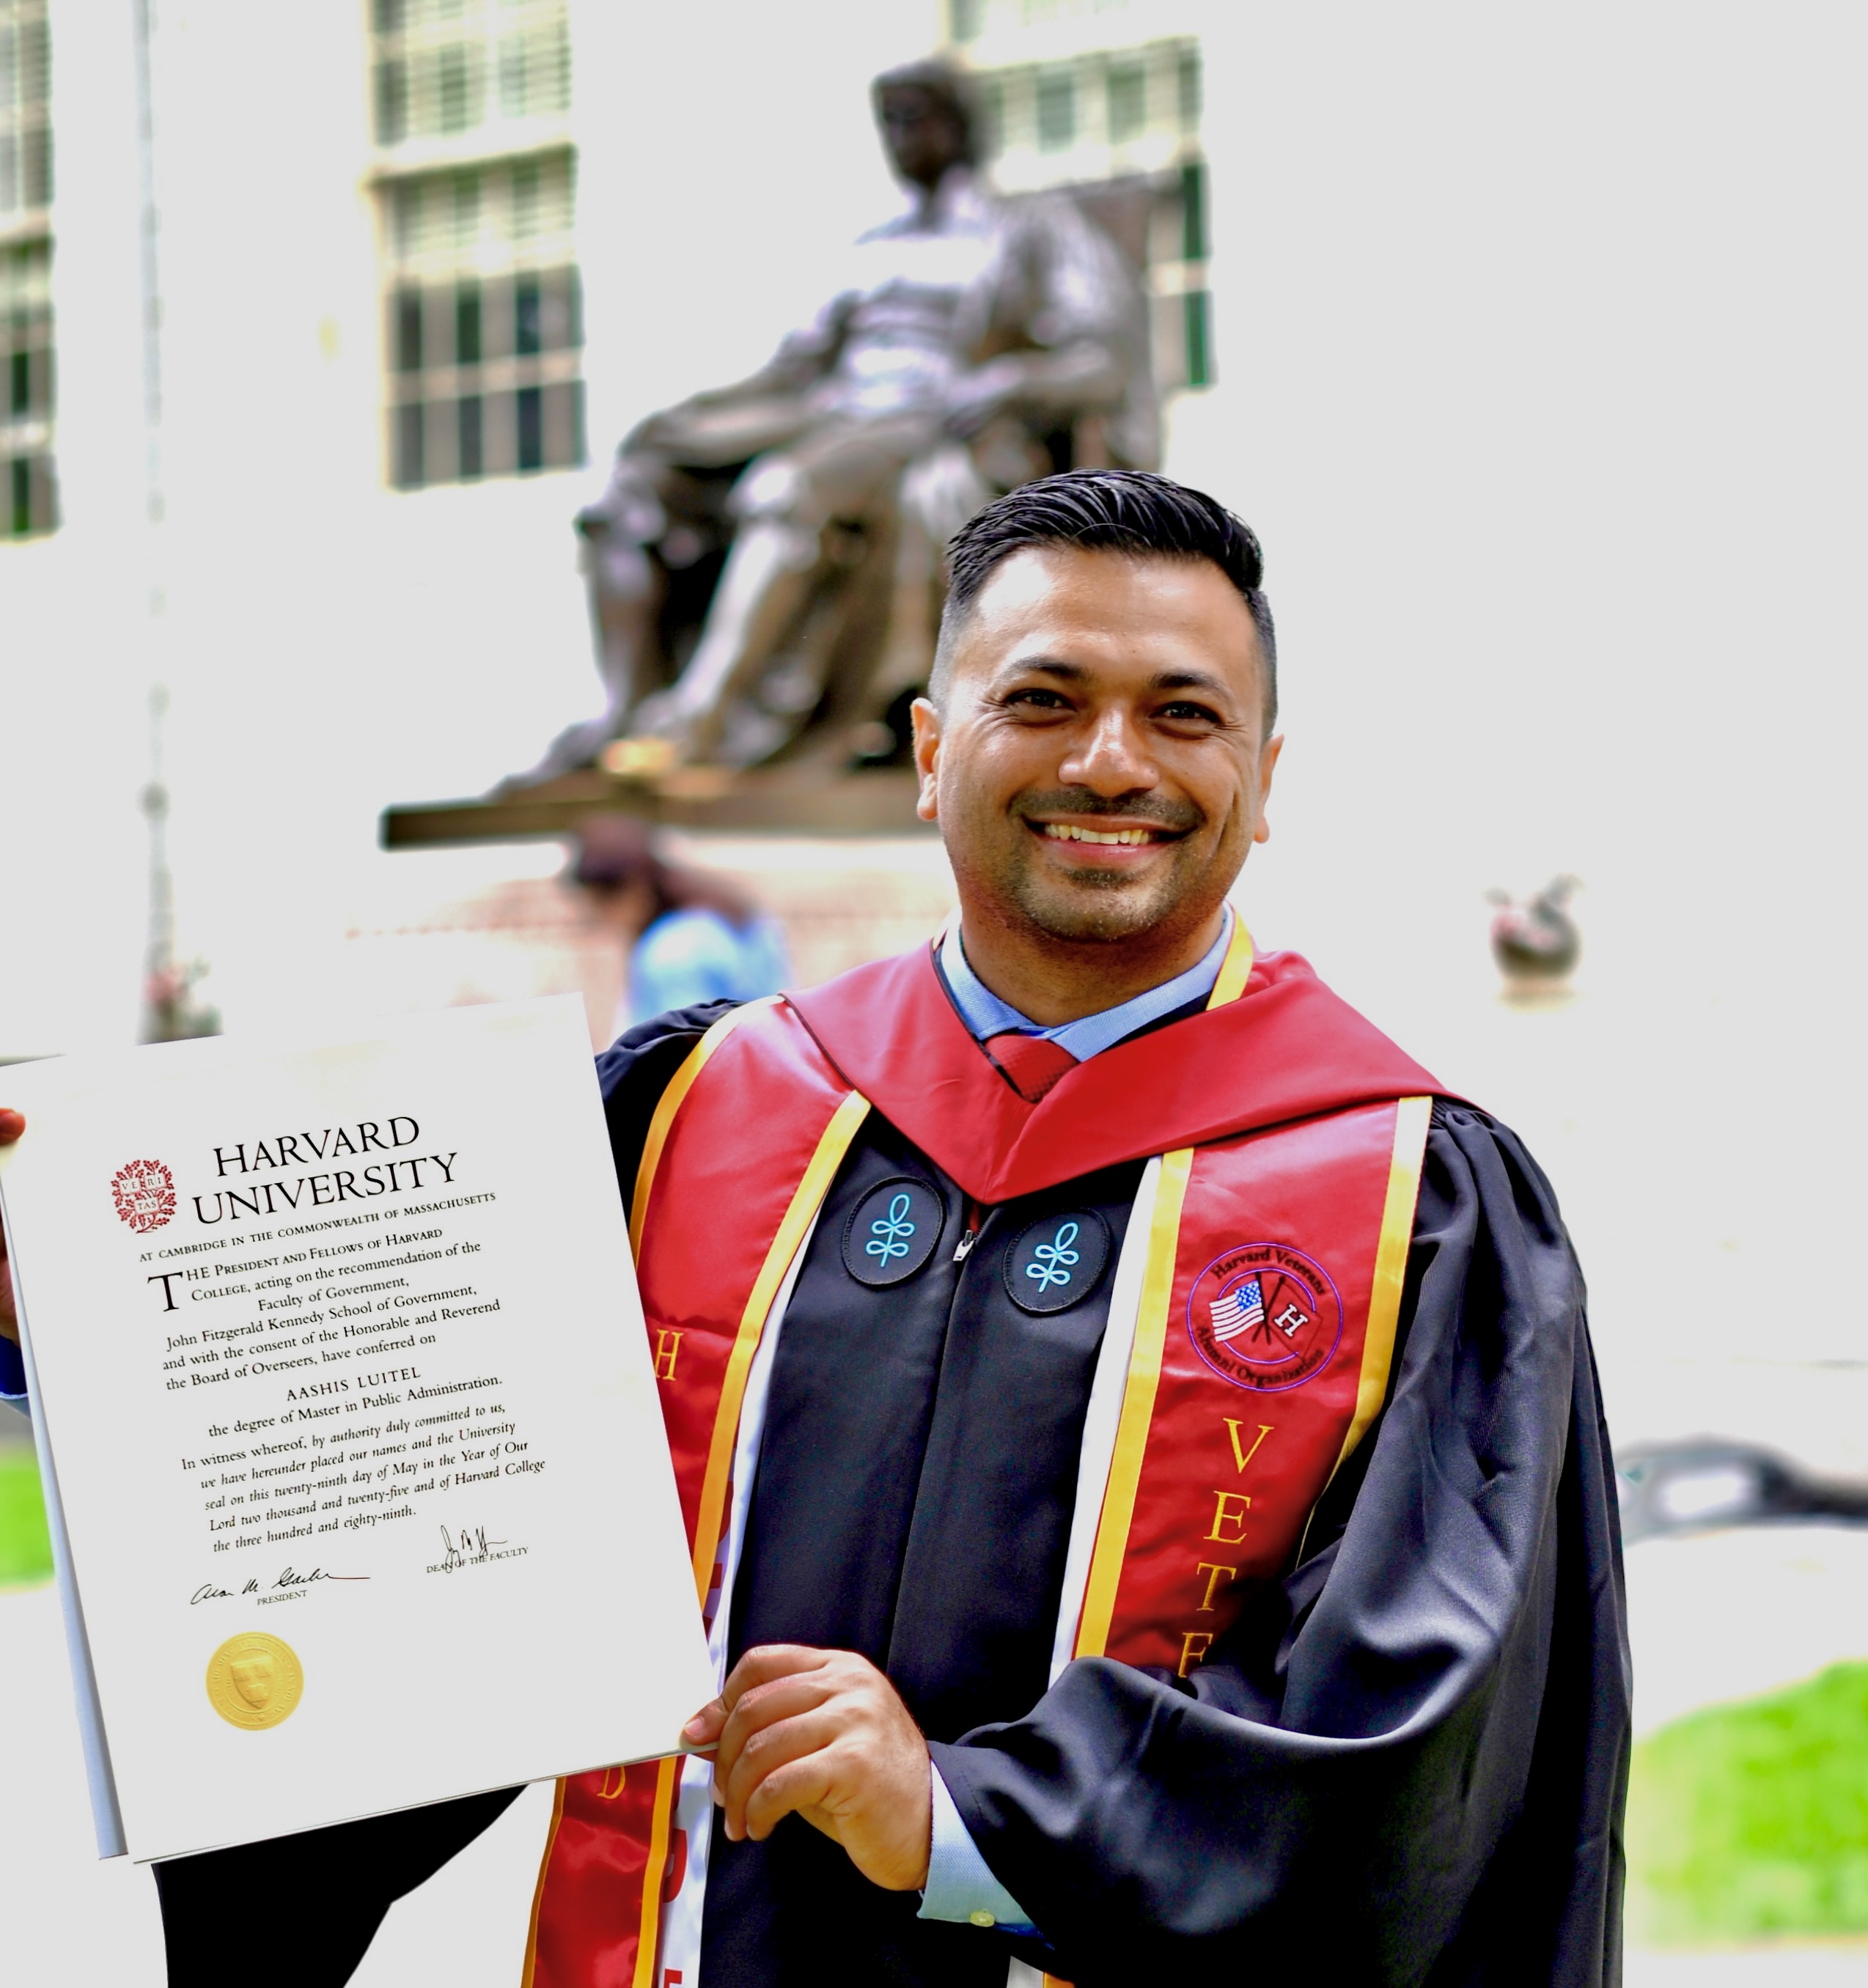 HARVARD
UNIVERSITY
VE RI
TAS
AT CAMBRIDGE IN THE COMMONWEALTH OF MASSACHUSETTS
THE PRESIDENT AND FELLOWS OF HARVARD
COLLEGE, acting on the recommendation of the
Faculty of Government,
John Fitzgerald Kennedy School of Government,
and with the consent of the Honorable and Reverend
the Board of Overseers, have conferred on
AASHIS LUITEL
the degree of Master in Public Administration.
In witness whereof, by authority duly committed to us,
we have hereunder placed our names and the University
seal on this twenty-ninth day of May in the Year of Our
Lord two thousand and twenty-five and of Harvard College
the three hundred and eighty-ninth.
PRESIDENT
DEAN OF THE FACULTY
H
D
Harvard Veterans
H
Alumni Organization
V
E
T
E